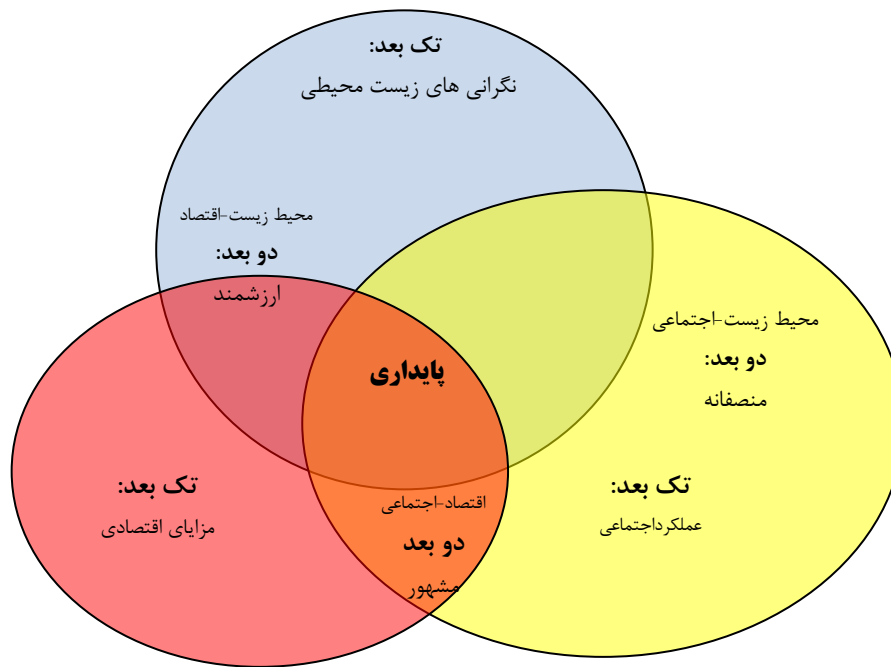 تک بعد:
نگرانی های زیست محیطی
محیط زیست-اقتصاد
دو بعد:
ارزشمند
محیط زیست-اجتماعی
دو بعد:
منصفانه
پایداری
تک بعد:
عملکرداجتماعی
تک بعد:
مزایای اقتصادی
اقتصاد-اجتماعی
دو بعد
مشهور